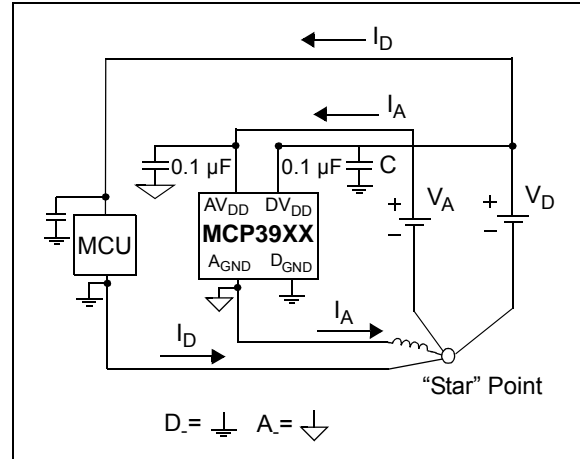 I_D
I_A
0.1 µF
0.1 µF
C
V_A
V_D
+
+
–
–
AV_DD
DV_DD
MCP39XX
A_GND
D_GND
MCU
I_D
I_A
“Star” Point
D_-=
A_-=